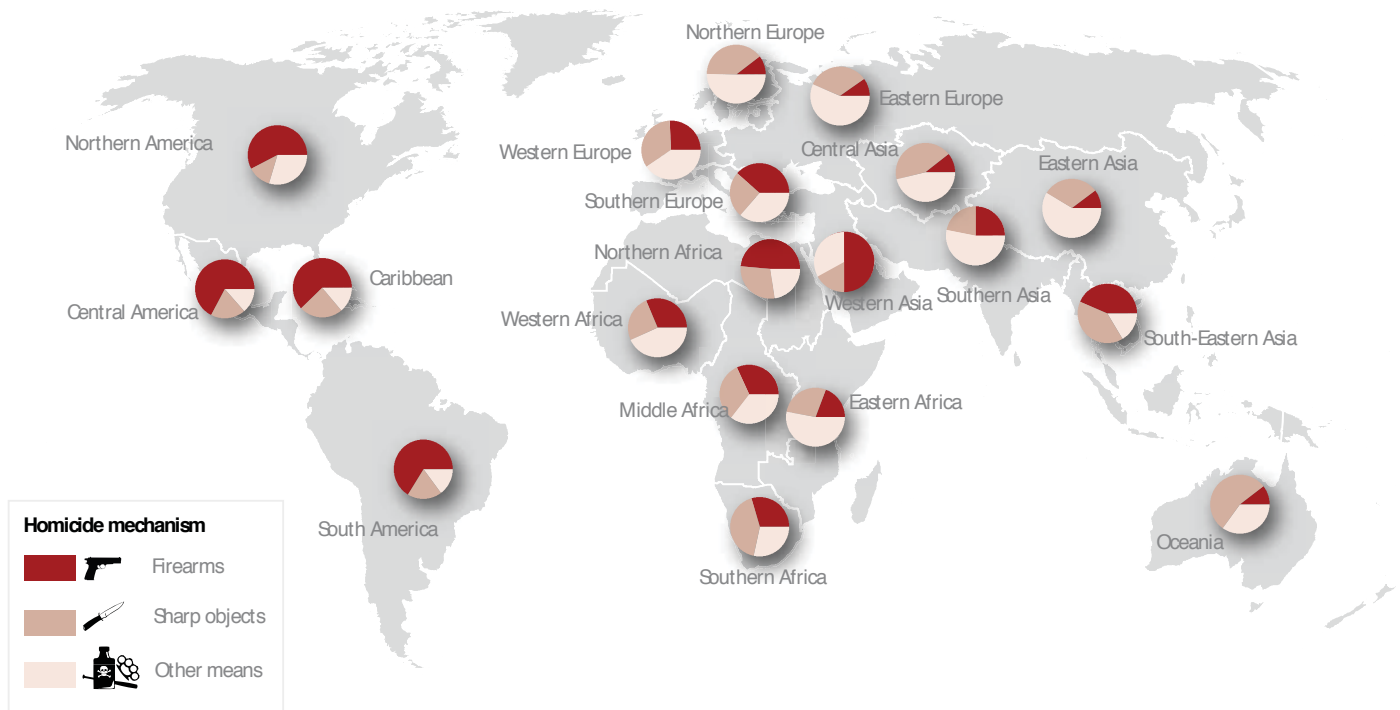 Northern Europe
Eastern Europe
Northern America
Western Europe
Central Asia
Eastern Asia
Southern Europe
Northern Africa
Caribbean
Central America
Western Asia
Southern Asia
Western Africa
South-Eastern Asia
Middle Africa
Eastern Africa
South America
Oceania
Southern Africa
Homicide mechanism
Firearms
Sharp objects
Other means